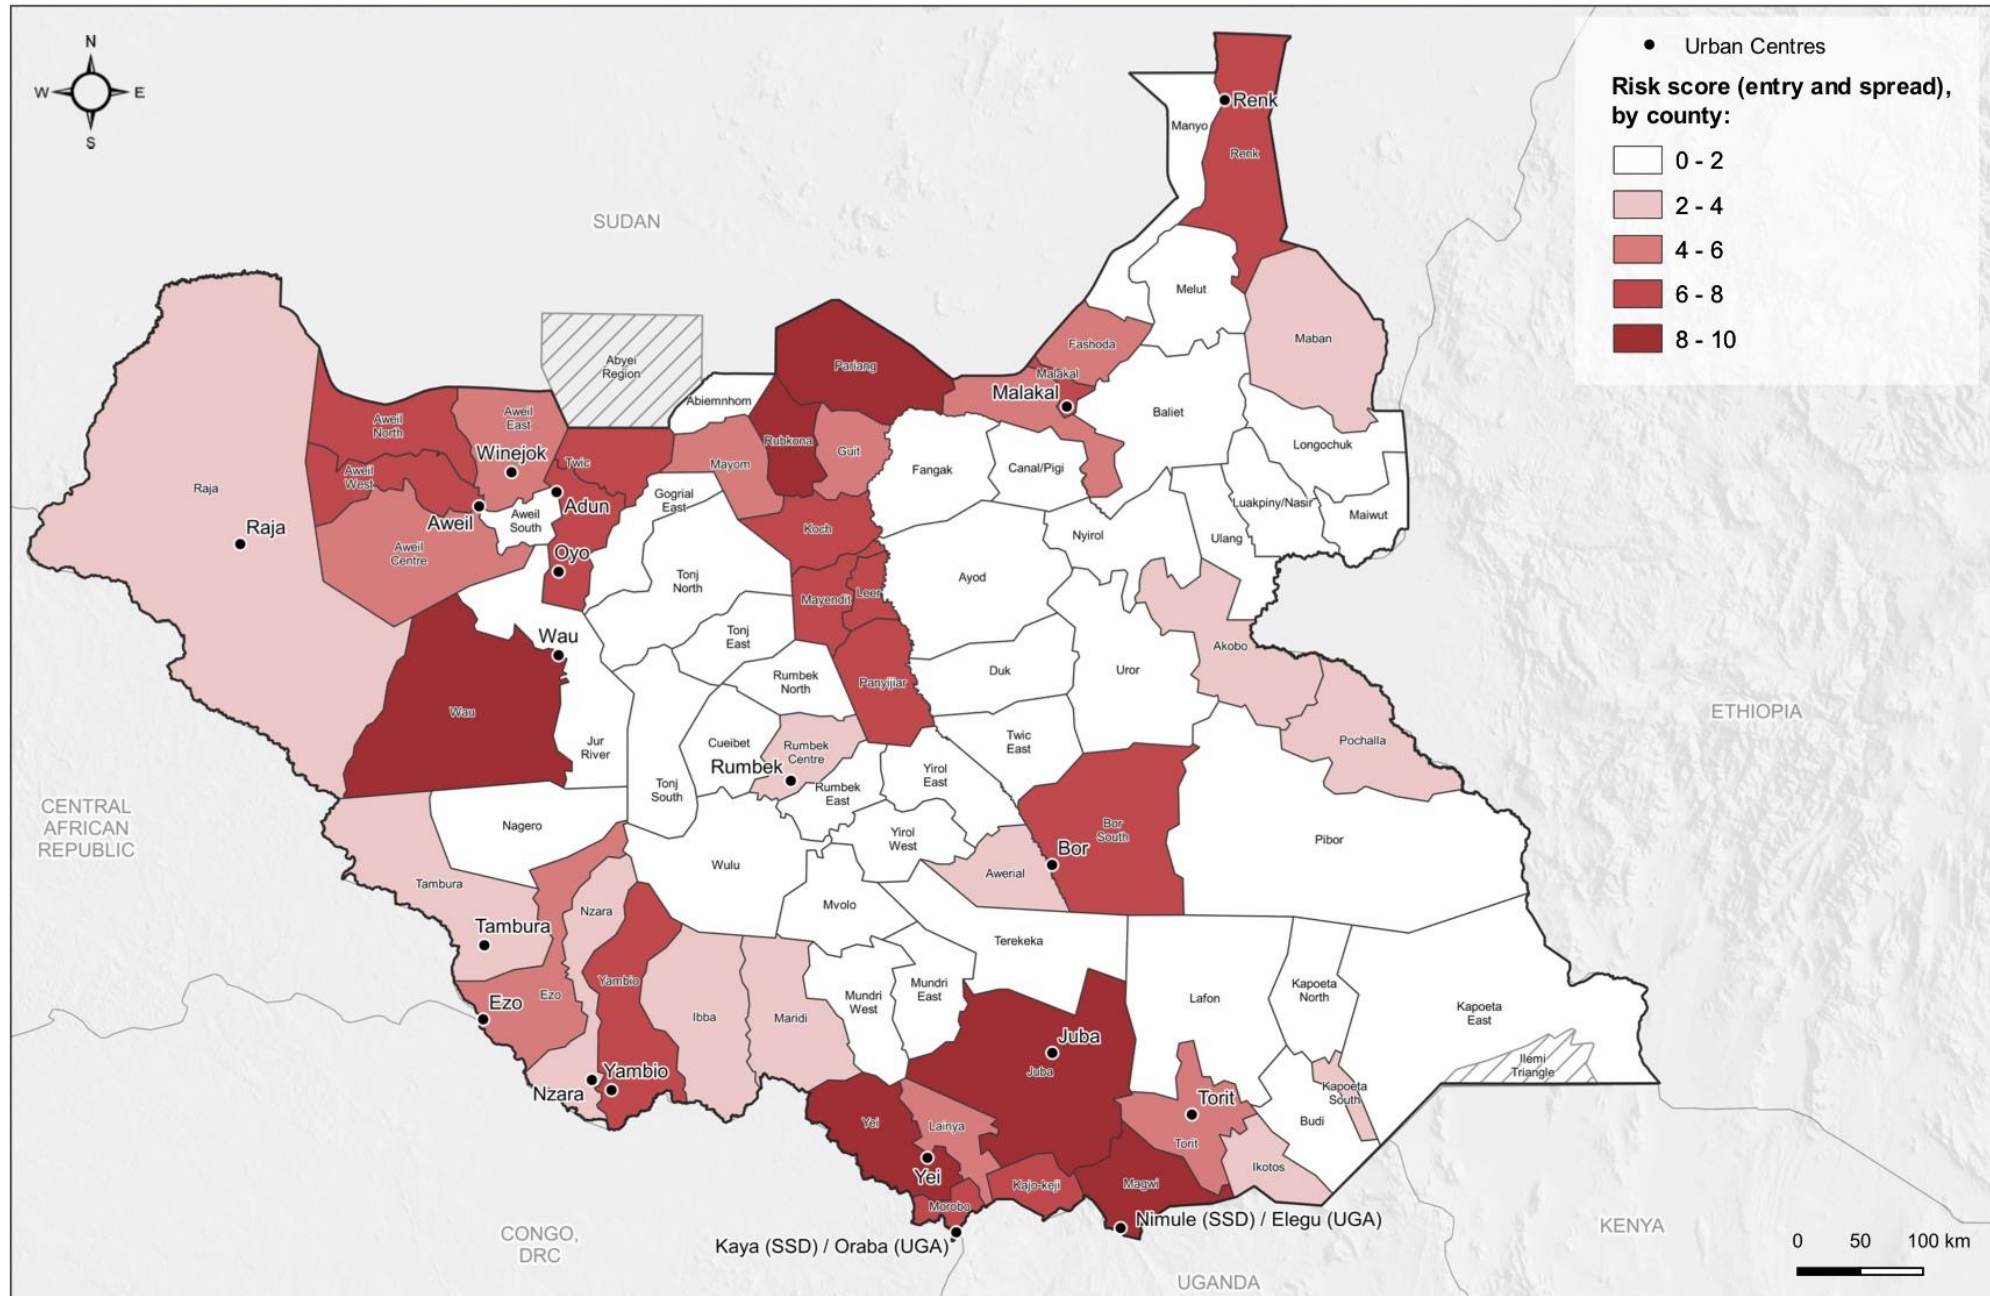 N
W
E
S
Urban Centres
Risk score (entry and spread),
by county:
0 - 2
2 - 4
4 - 6
6 - 8
8 - 10
SUDAN
Renk
Manyo
Renk
Melut
Maban
Abyei
Region
Pariang
Fashoda
Malakal
Malakal
Abiemnhom
Baliet
Aweil
North
Aweil
East
Winejok
Twic
Rubkona
Guit
Mayom
Fangak
Canal/Pigi
Longochuk
Aweil
West
Raja
Raja
Gogrial
East
Luakpiny/Nasir
Maiwut
Adun
Aweil
Aweil
South
Koch
Nyirol
Ulang
Aweil
Centre
Oyo
Tonj
North
Ayod
Mayendit
Leer
Wau
Tonj
East
Akobo
Duk
Uror
Rumbek
North
Panyijiar
Wau
Jur
River
Cueibet
Rumbek
Centre
Twic
East
Pochalla
ETHIOPIA
Rumbek
Tonj
South
Rumbek
East
Yirol
East
CENTRAL
AFRICAN
REPUBLIC
Nagero
Yirol
West
Bor
South
Bor
Pibor
Wulu
Awerial
Tambura
Nzara
Mvolo
Tambura
Terekeka
Yambio
Mundri
East
Mundri
West
Kapoeta
North
Lafon
Kapoeta
East
Ezo
Ezo
Ibba
Maridi
Juba
Juba
Ilemi
Triangle
Yambio
Nzara
Kapoeta
South
Torit
Torit
Budi
Yei
Lainya
Yei
Ikotos
Kajo-keji
Magwi
Morobo
Nimule (SSD) / Elegu (UGA)
Kaya (SSD) / Oraba (UGA)
CONGO,
DRC
UGANDA
KENYA
0 50 100 km